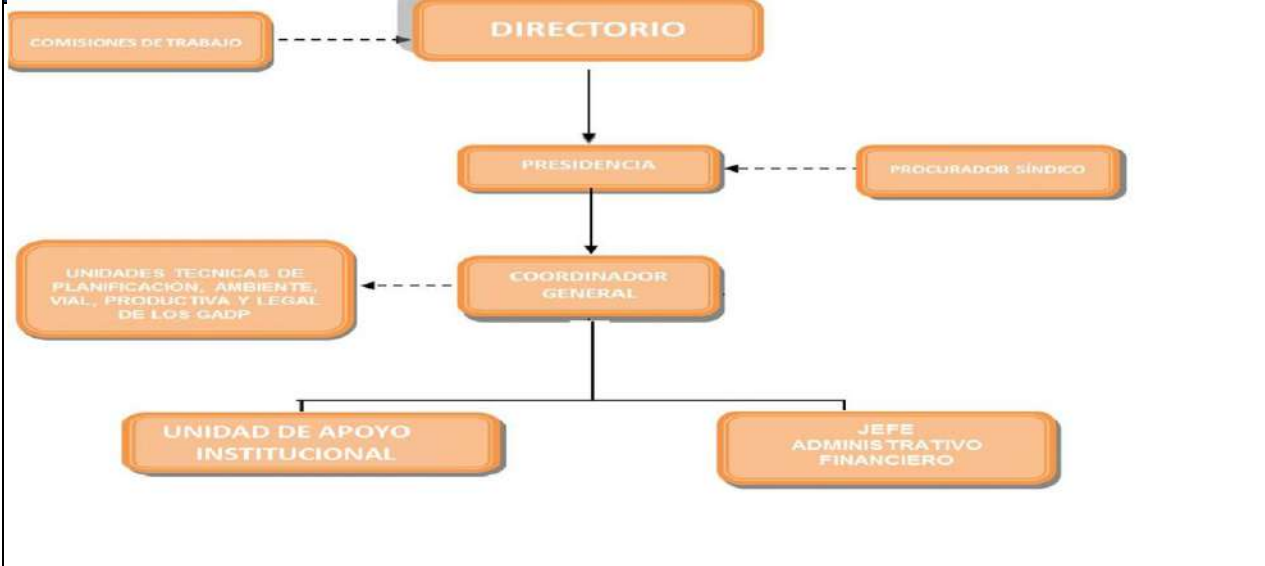 DIRECTORIO
COMISIONES DE TRABAJO
PRESIDENCIA
PROCURADOR SÍNDICO
UNIDADES TECNICAS DE
PLANIFICACIÓN, AMBIENTE,
VIAL, PRODUCTIVA Y LEGAL
DE LOS GADP
COORDINADOR
GENERAL
UNIDAD DE APOYO
INSTITUCIONAL
JEFE
ADMINISTRATIVO
FINANCIERO